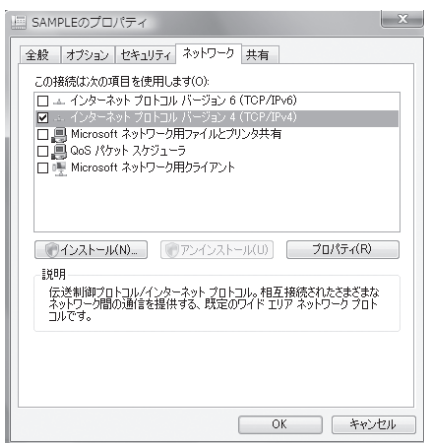 SAMPLEのプロパティ
全般 オプション セキュリティ ネットワーク 共有
この接続は次の項目を使用します(O):
インターネット プロトコル バージョン 6 (TCP/IPv6)
インターネット プロトコル バージョン 4 (TCP/IPv4)
Microsoft ネットワーク用ファイルとプリンタ共有
QoS パケット スケジューラ
Microsoft ネットワーク用クライアント
インストール(N)... アンインストール(U) プロパティ(R)
説明
伝送制御プロトコル/インターネット プロトコル。相互接続されたさまざまな
ネットワーク間の通信を提供する、既定のワイド エリア ネットワーク プロト
コルです。
OK キャンセル